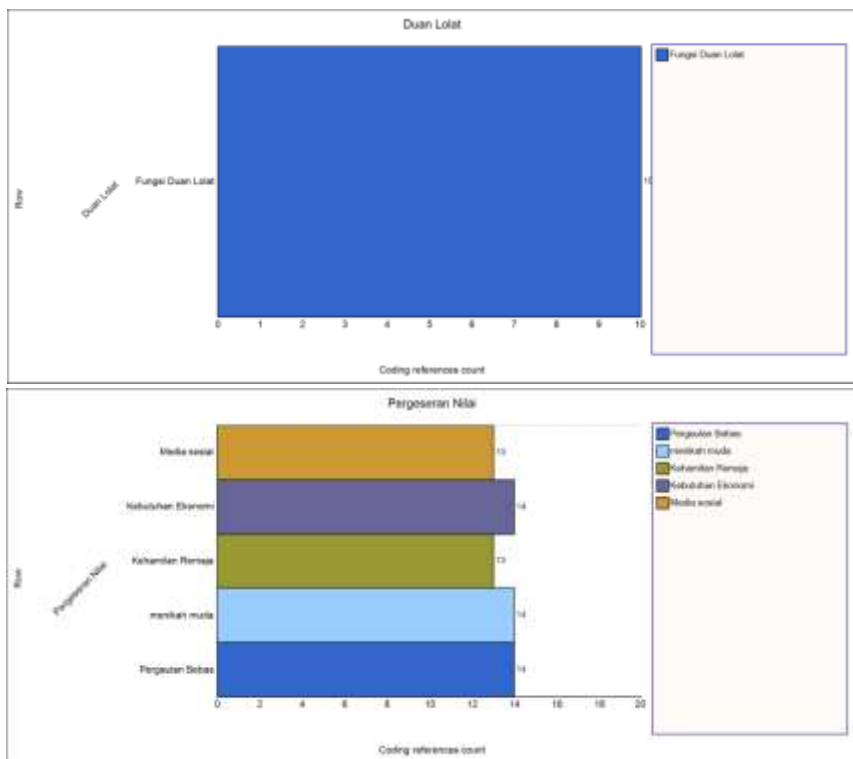 Duan Lolat
Fungsi Duan Lolat
Row
Duan Lolat
Fungsi Duan Lolat
10
0 1 2 3 4 5 6 7 8 9 10
Coding references count
Pergeseran Nilai
Pergaulan Bebas
menikah muda
Kehamilan Remaja
Kebutuhan Ekonomi
Media sosial
Row
Pergeseran Nilai
Media sosial
13
Kebutuhan Ekonomi
14
Kehamilan Remaja
13
menikah muda
14
Pergaulan Bebas
14
0 2 4 6 8 10 12 14 16 18 20
Coding references count